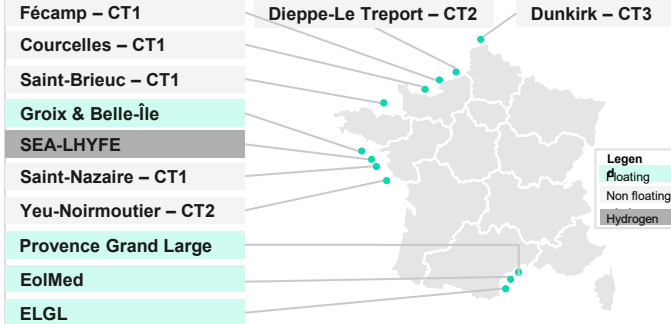 Fécamp – CT1
Dieppe-Le Treport – CT2
Dunkirk – CT3
Courcelles – CT1
Saint-Brieuc – CT1
Groix & Belle-Île
SEA-LHYFE
Saint-Nazaire – CT1
Yeu-Noirmoutier – CT2
Provence Grand Large
EolMed
ELGL
Legen
d
Floating
Non floating
Hydrogen